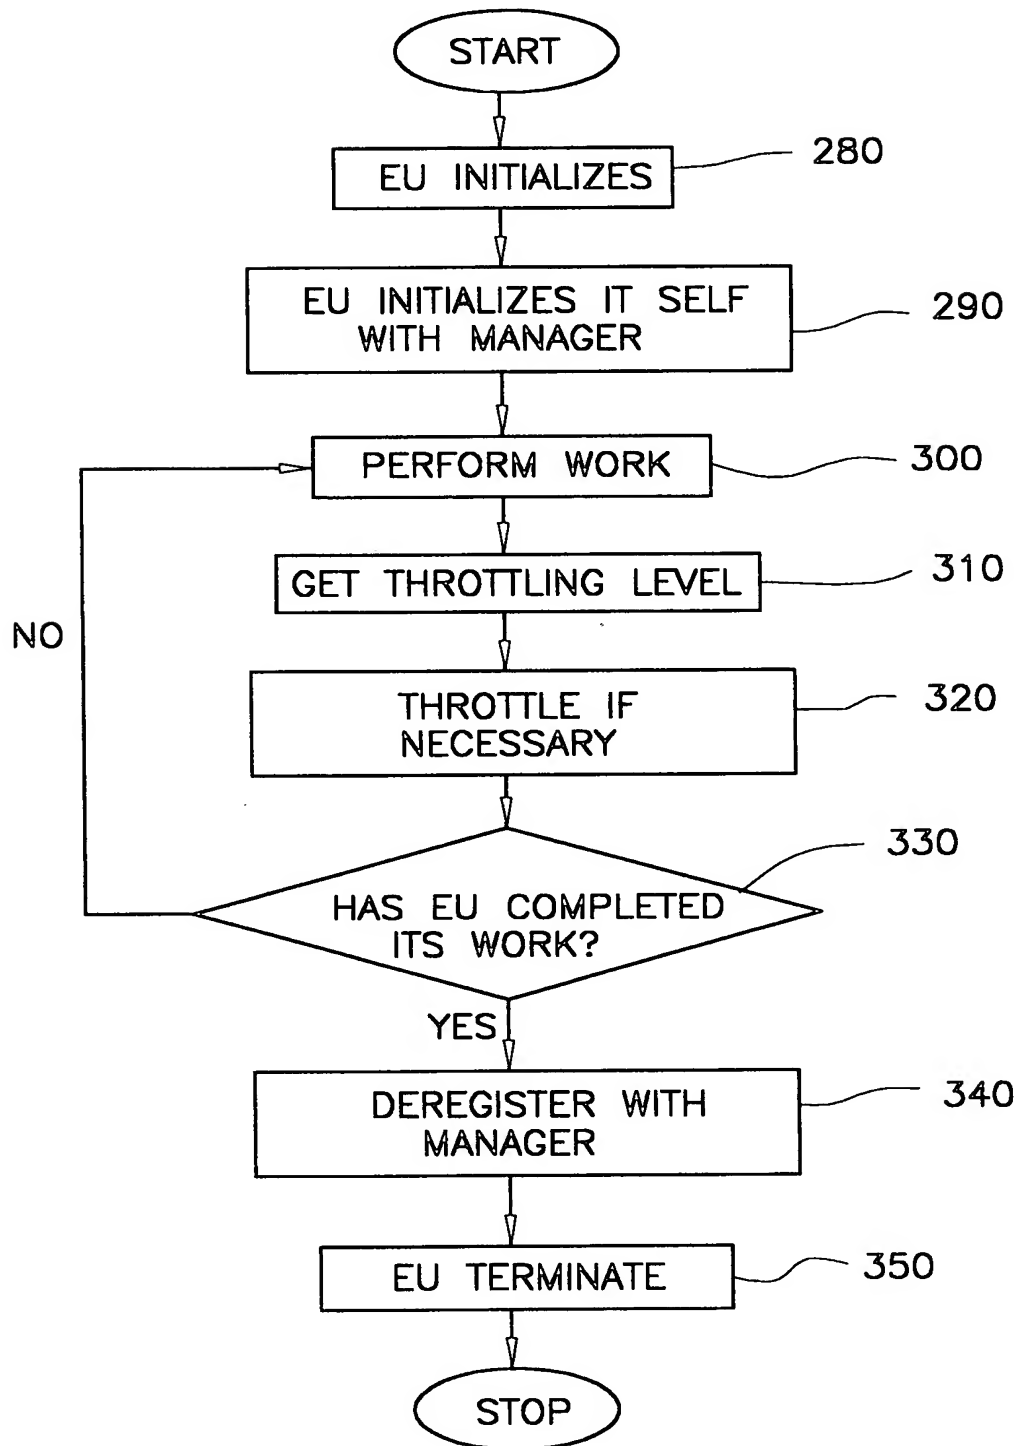 START
EU INITIALIZES
280
EU INITIALIZES IT SELF
WITH MANAGER
290
PERFORM WORK
300
GET THROTTLING LEVEL
310
NO
THROTTLE IF
NECESSARY
320
HAS EU COMPLETED
ITS WORK?
330
YES
DEREGISTER WITH
MANAGER
340
EU TERMINATE
350
STOP